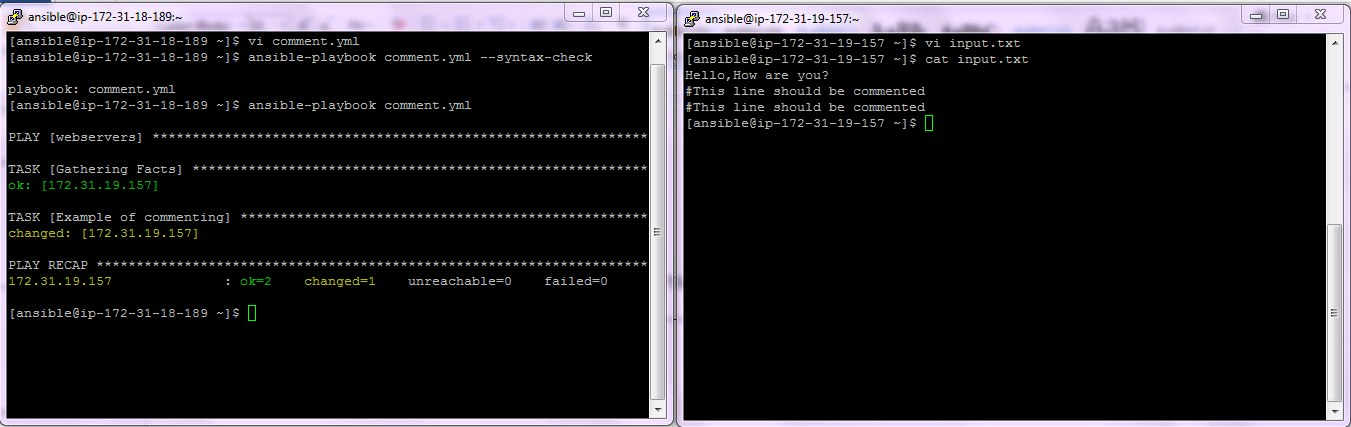 ansible@ip-172-31-18-189:~
[ansible@ip-172-31-18-189 ~]$ vi comment.yml
[ansible@ip-172-31-18-189 ~]$ ansible-playbook comment.yml --syntax-check
playbook: comment.yml
[ansible@ip-172-31-18-189 ~]$ ansible-playbook comment.yml
PLAY [webservers] **************************************************************
TASK [Gathering Facts] *********************************************************
ok: [172.31.19.157]
TASK [Example of commenting] ***************************************************
changed: [172.31.19.157]
PLAY RECAP *********************************************************************
172.31.19.157 : ok=2 changed=1 unreachable=0 failed=0
[ansible@ip-172-31-18-189 ~]$
ansible@ip-172-31-19-157:~
[ansible@ip-172-31-19-157 ~]$ vi input.txt
[ansible@ip-172-31-19-157 ~]$ cat input.txt
Hello,How are you?
#This line should be commented
#This line should be commented
[ansible@ip-172-31-19-157 ~]$